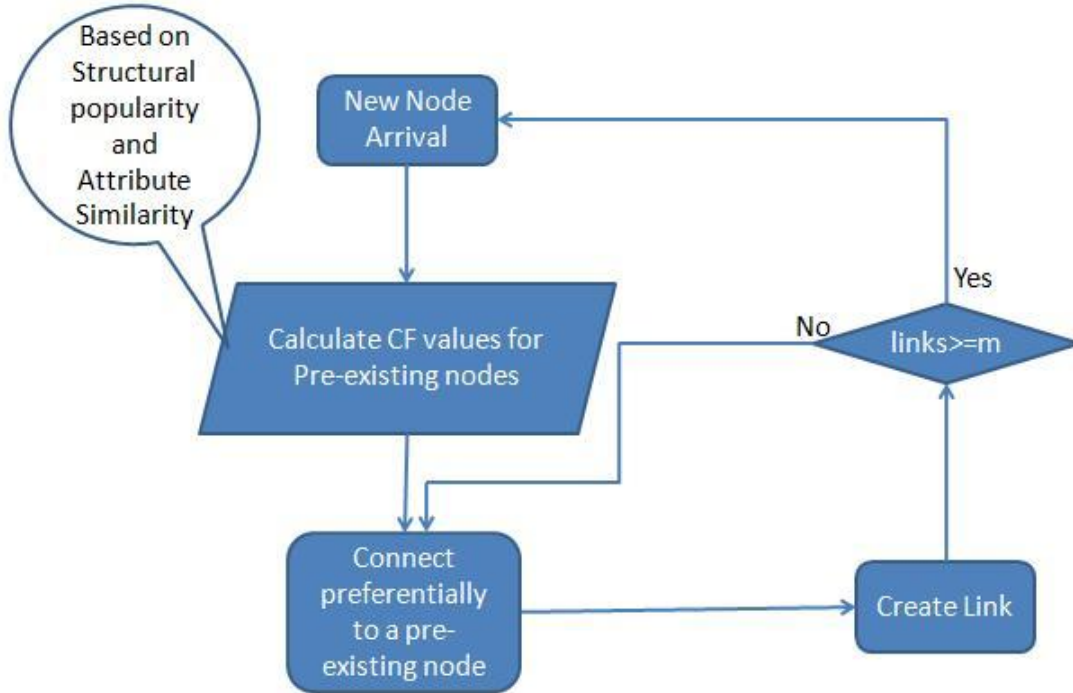 Based on
Structural
popularity
and
Attribute
Similarity
New Node
Arrival
Calculate CF values for
Pre-existing nodes
Connect
preferentially
to a pre-
existing node
Create Link
links>=m
Yes
No